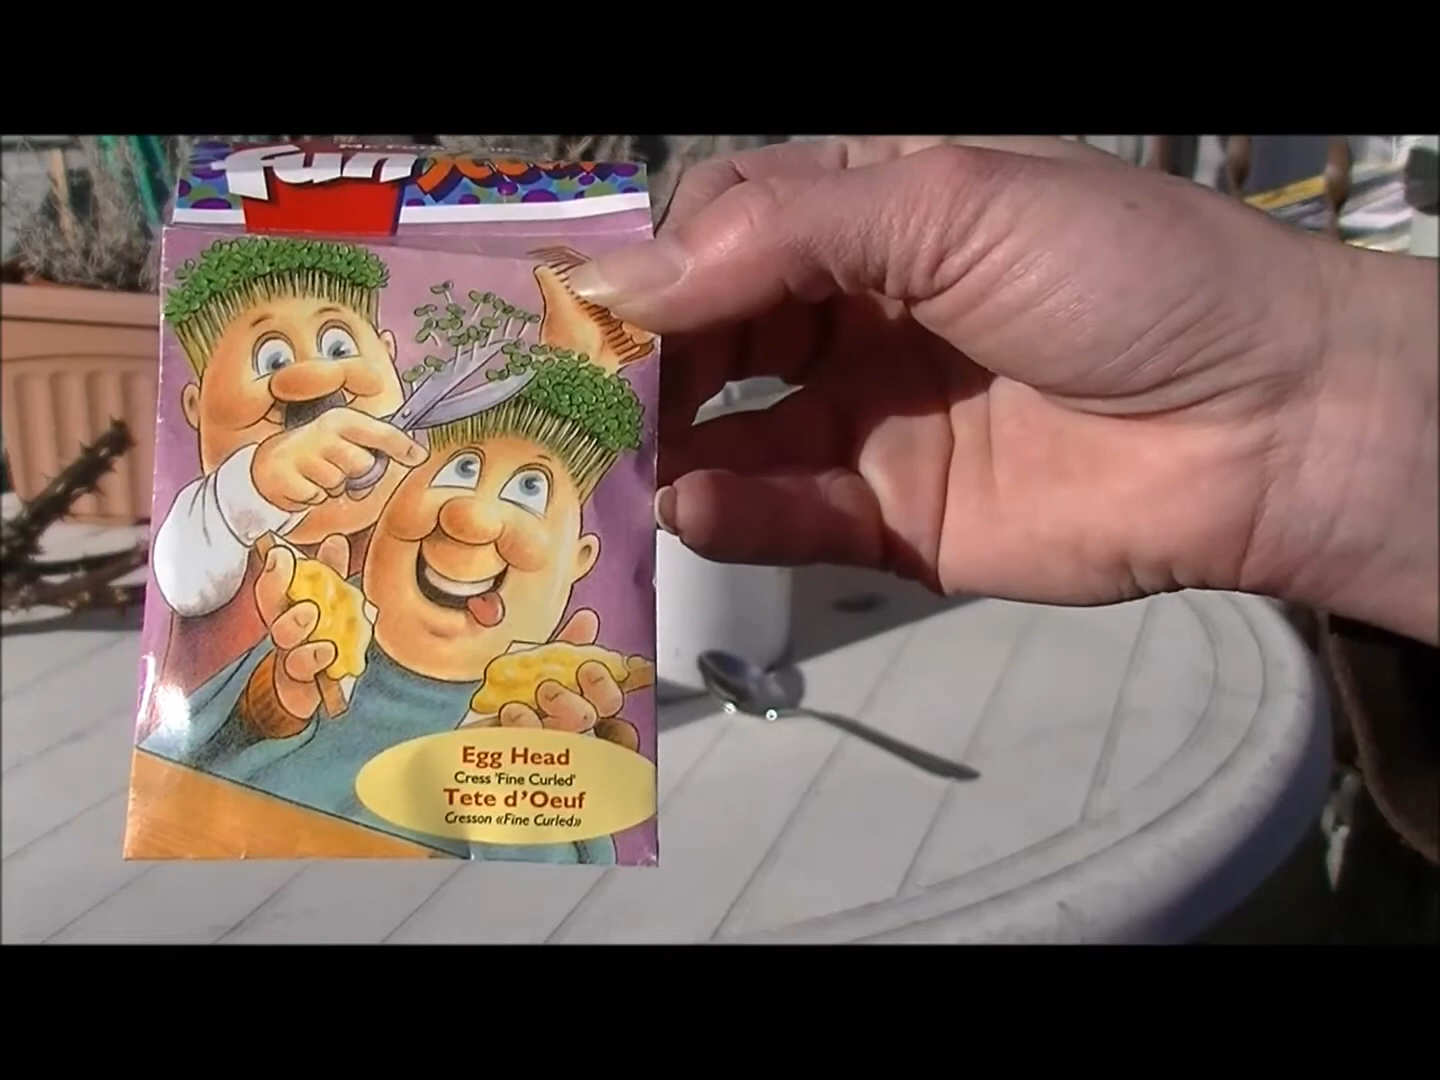 fun
Egg Head
Cress 'Fine Curled'
Tete d'Oeuf
Cresson «Fine Curled»